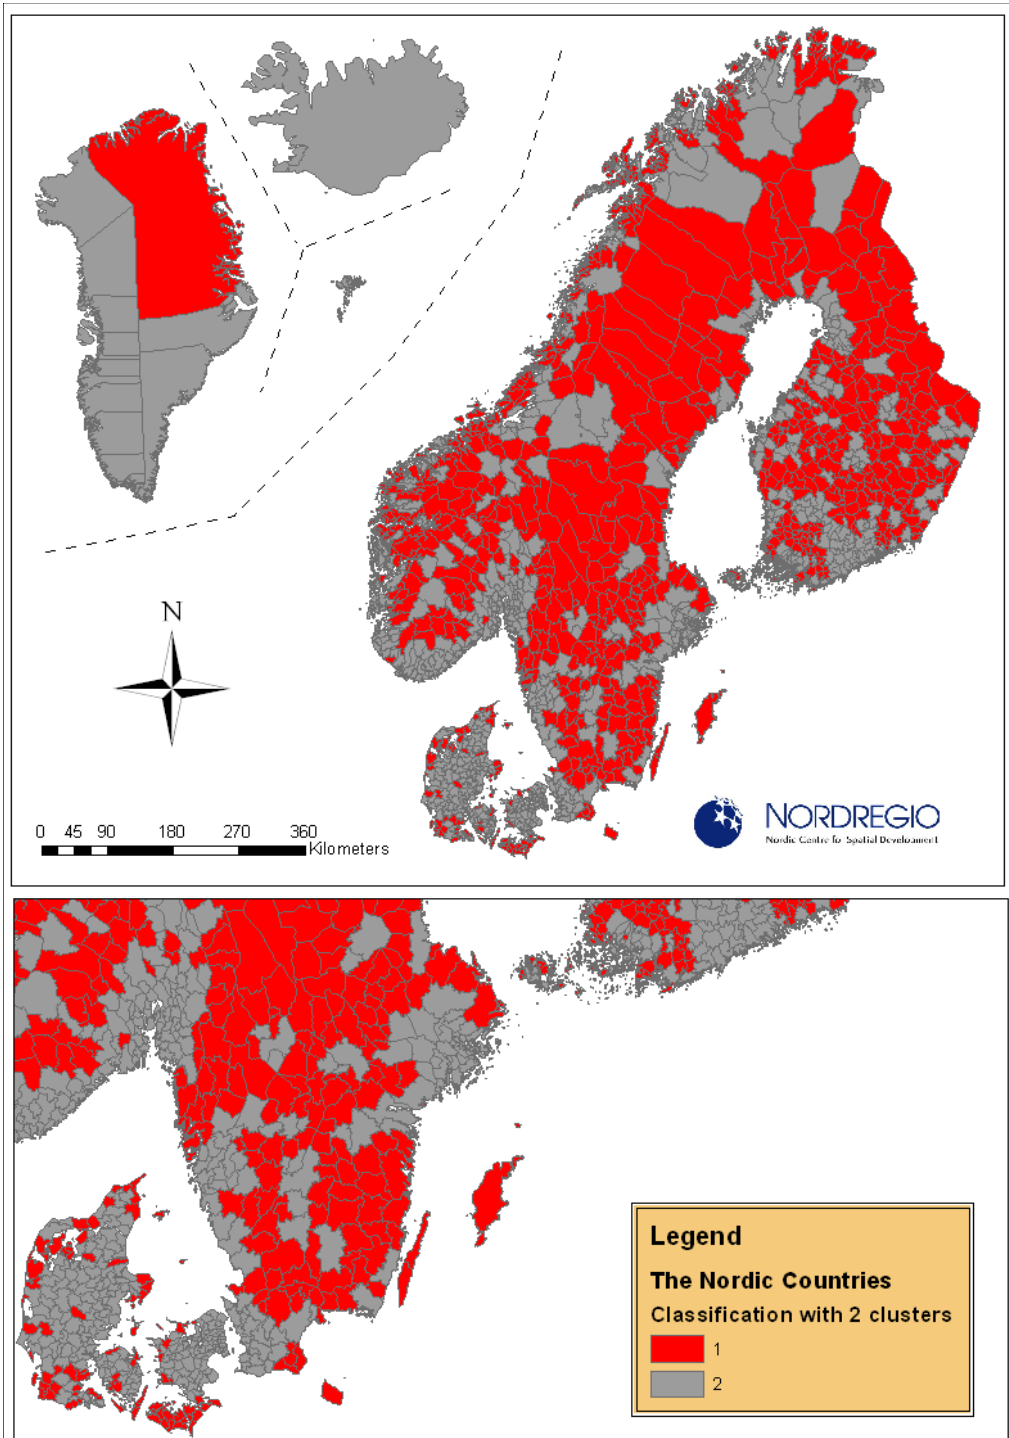 N
NORDREGIO
Nordic Centre for Spatial Development
0 45 90 180 270 360
Kilometers
Legend
The Nordic Countries
Classification with 2 clusters
1
2